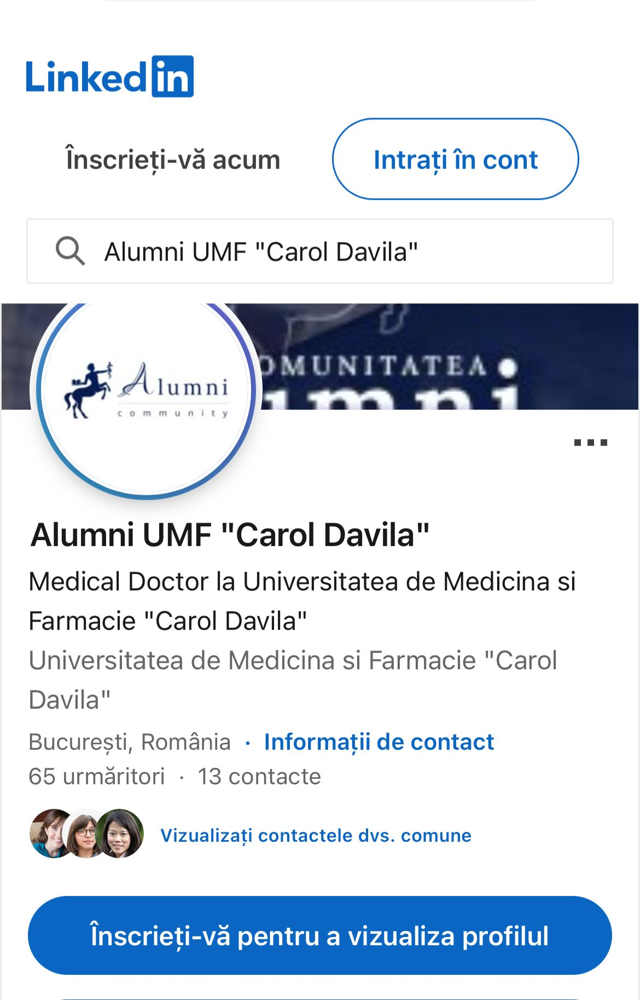 Linked in
Înscrieți-vă acum
Intrați în cont
Alumni UMF "Carol Davila"
OMUNITATEA
Alumni
community
Alumni UMF "Carol Davila"
Medical Doctor la Universitatea de Medicina si
Farmacie "Carol Davila"
Universitatea de Medicina si Farmacie "Carol
Davila"
București, România · Informații de contact
65 urmăritori · 13 contacte
Vizualizați contactele dvs. comune
Înscrieți-vă pentru a vizualiza profilul